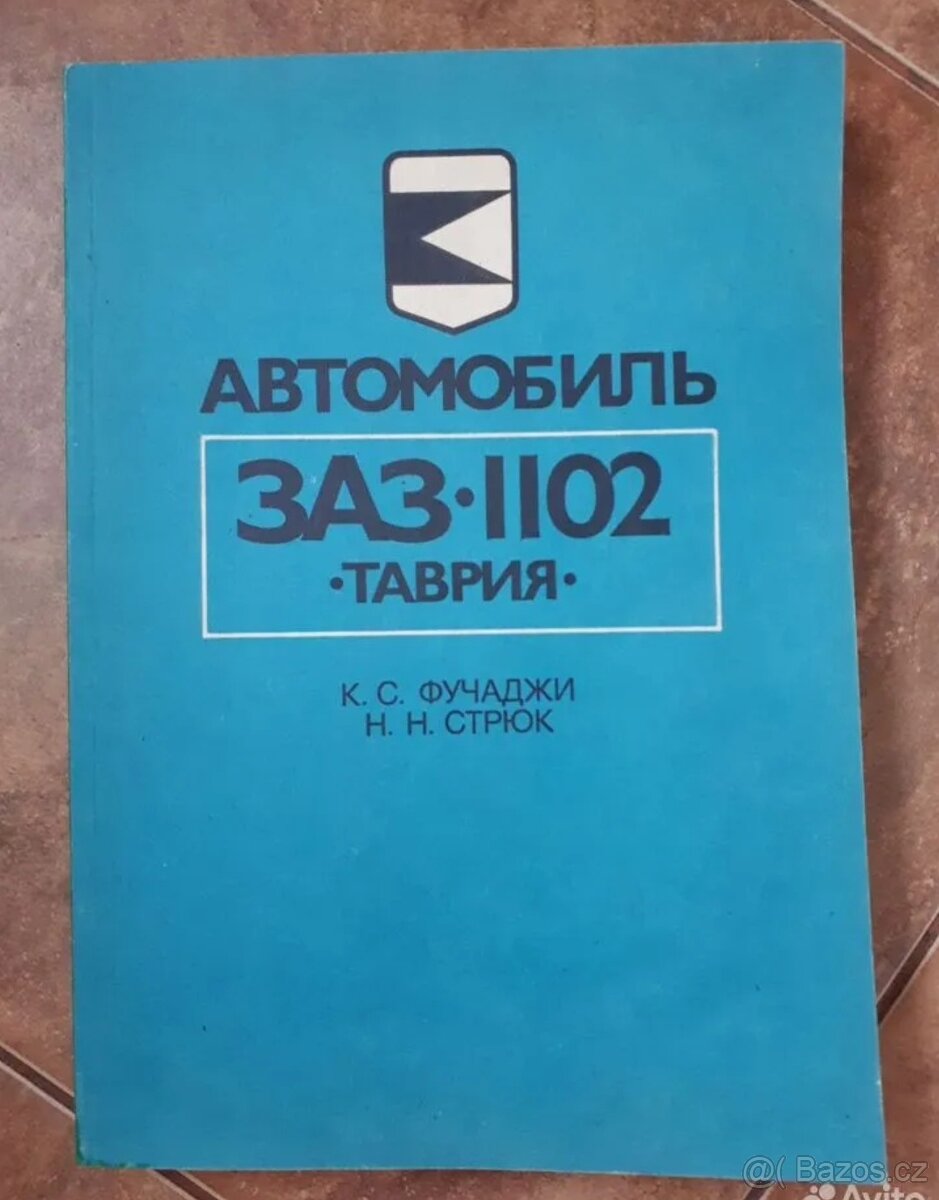 АВТОМОБИЛЬ
ЗАЗ·1102
·ТАВРИЯ·
К. С. ФУЧАДЖИ
Н. Н. СТРЮК
@( Bazos.cz
Avito